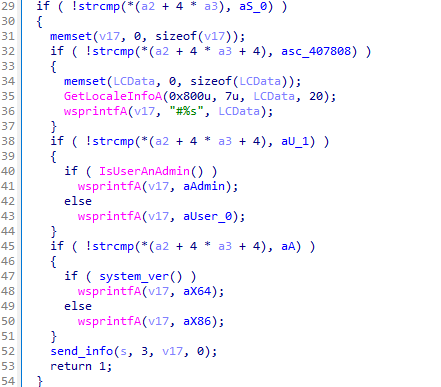 29 if ( !strcmp(*(a2 + 4 * a3), aS_0) )
30 {
31 memset(v17, 0, sizeof(v17));
32 if ( !strcmp(*(a2 + 4 * a3 + 4), asc_407808) )
33 {
34 memset(LCData, 0, sizeof(LCData));
35 GetLocaleInfoA(0x800u, 7u, LCData, 20);
36 wsprintfA(v17, "#%s", LCData);
37 }
38 if ( !strcmp(*(a2 + 4 * a3 + 4), aU_1) )
39 {
40 if ( IsUserAnAdmin() )
41 wsprintfA(v17, aAdmin);
42 else
43 wsprintfA(v17, aUser_0);
44 }
45 if ( !strcmp(*(a2 + 4 * a3 + 4), aA) )
46 {
47 if ( system_ver() )
48 wsprintfA(v17, aX64);
49 else
50 wsprintfA(v17, aX86);
51 }
52 send_info(s, 3, v17, 0);
53 return 1;
54 }